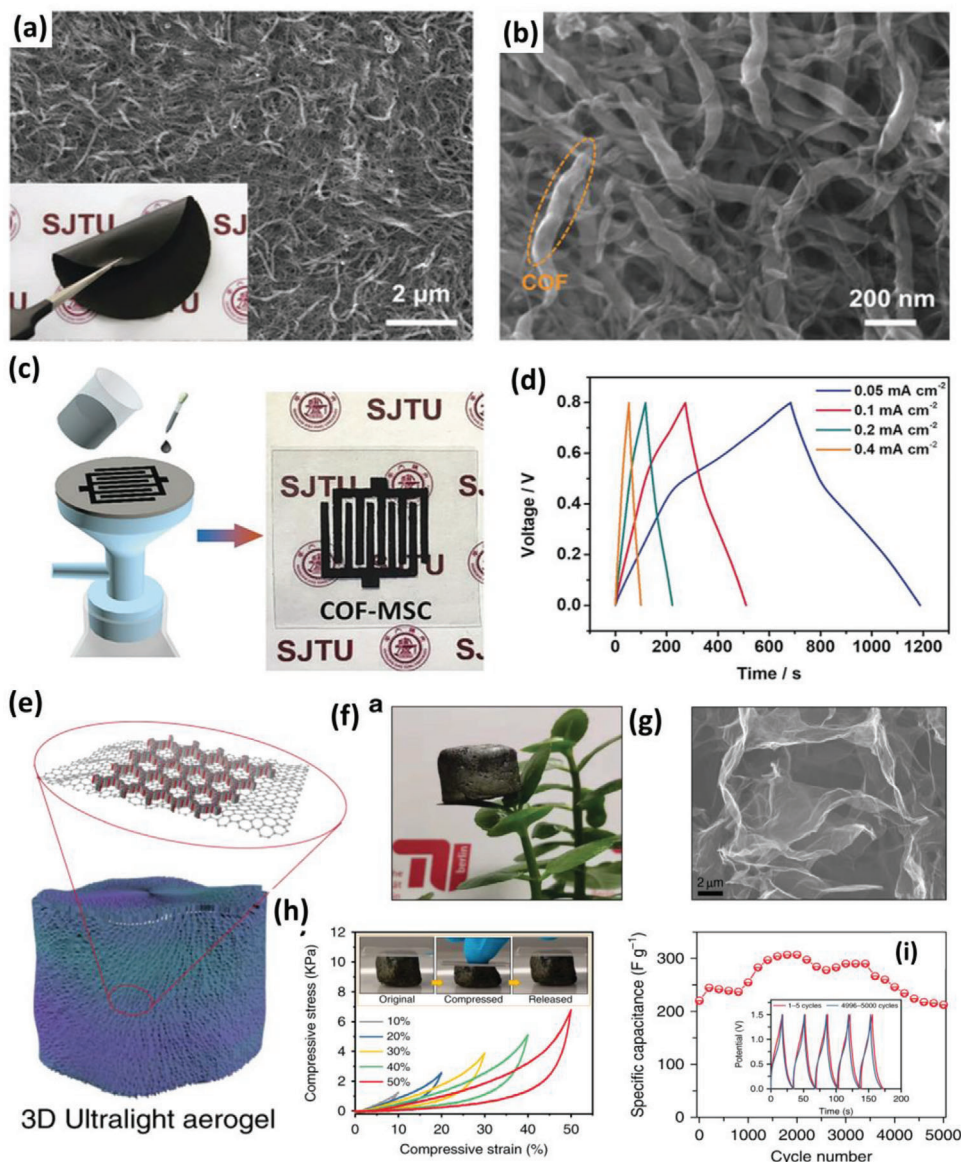 (a)
SJTU
SJTU
SJTU
2 µm
(b)
COF
200 nm
(c)
SJTU
SJTU
SJTU
COF-MSC
SJTU
SJ
(d)
Voltage / V
0.8
0.6
0.4
0.2
0.0
0.05 mA cm-2
0.1 mA cm-2
0.2 mA cm-2
0.4 mA cm-2
0 200 400 600 800 1000 1200
Time / s
(e)
3D Ultralight aerogel
(f) a
berlin
(g)
2 µm
(h)
Compressive stress (KPa)
12
10
8
6
4
2
0
Original Compressed Released
10%
20%
30%
40%
50%
0 10 20 30 40 50
Compressive strain (%)
(i)
Specific capacitance (F g−1)
300
250
200
150
100
50
0
1–5 cycles 4996–5000 cycles
Potential (V)
1.5
1.0
0.5
0.0
0 50 100 150 200
Time (s)
0 1000 2000 3000 4000 5000
Cycle number